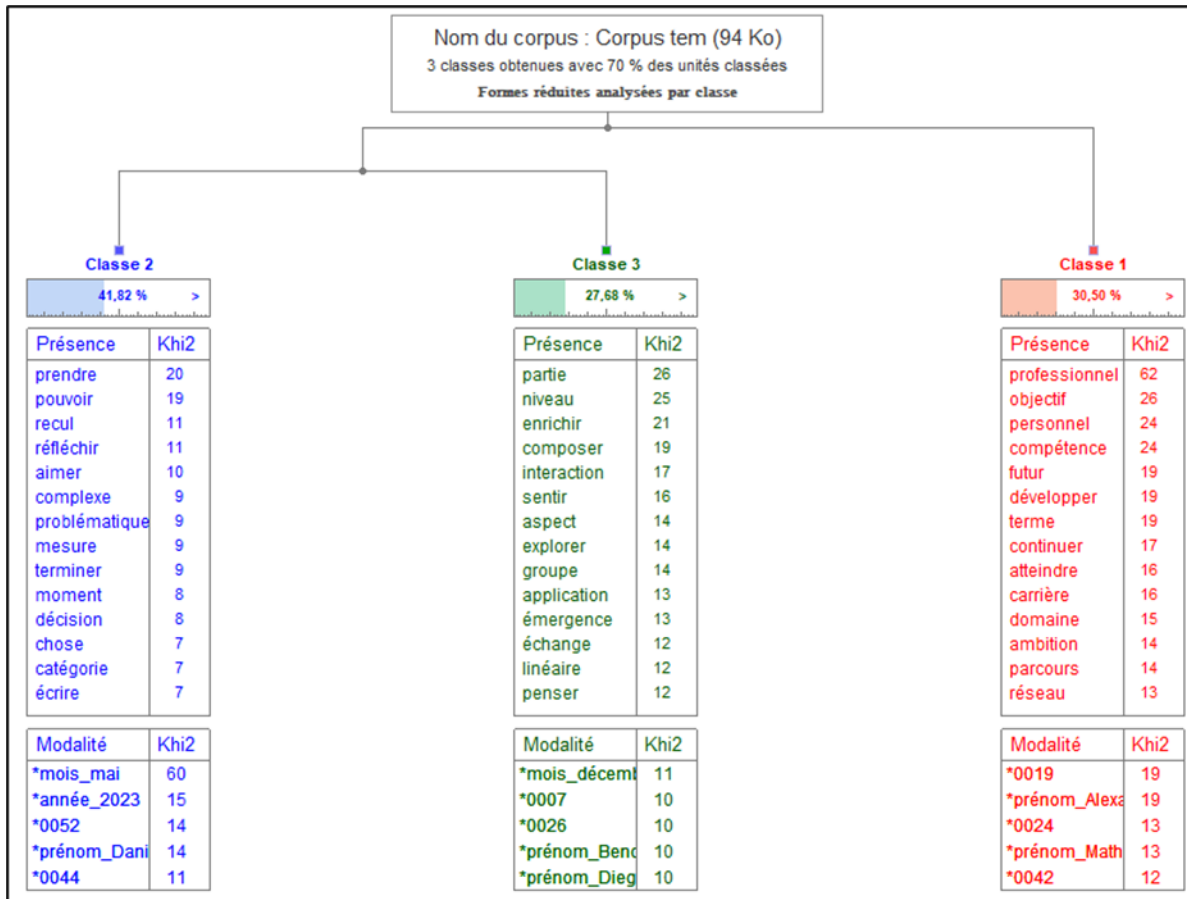 Nom du corpus : Corpus tem (94 Ko)
3 classes obtenues avec 70 % des unités classées
Formes réduites analysées par classe
Classe 2
41,82 % >
Présence Khi2
prendre 20
pouvoir 19
recul 11
réfléchir 11
aimer 10
complexe 9
problématique 9
mesure 9
terminer 9
moment 8
décision 8
chose 7
catégorie 7
écrire 7
Modalité Khi2
*mois_mai 60
*année_2023 15
*0052 14
*prénom_Dani 14
*0044 11
Classe 3
27,68 % >
Présence Khi2
partie 26
niveau 25
enrichir 21
composer 19
interaction 17
sentir 16
aspect 14
explorer 14
groupe 14
application 13
émergence 13
échange 12
linéaire 12
penser 12
Modalité Khi2
*mois_décemb 11
*0007 10
*0026 10
*prénom_Beno 10
*prénom_Dieg 10
Classe 1
30,50 % >
Présence Khi2
professionnel 62
objectif 26
personnel 24
compétence 24
futur 19
développer 19
terme 19
continuer 17
atteindre 16
carrière 16
domaine 15
ambition 14
parcours 14
réseau 13
Modalité Khi2
*0019 19
*prénom_Alexa 19
*0024 13
*prénom_Math 13
*0042 12